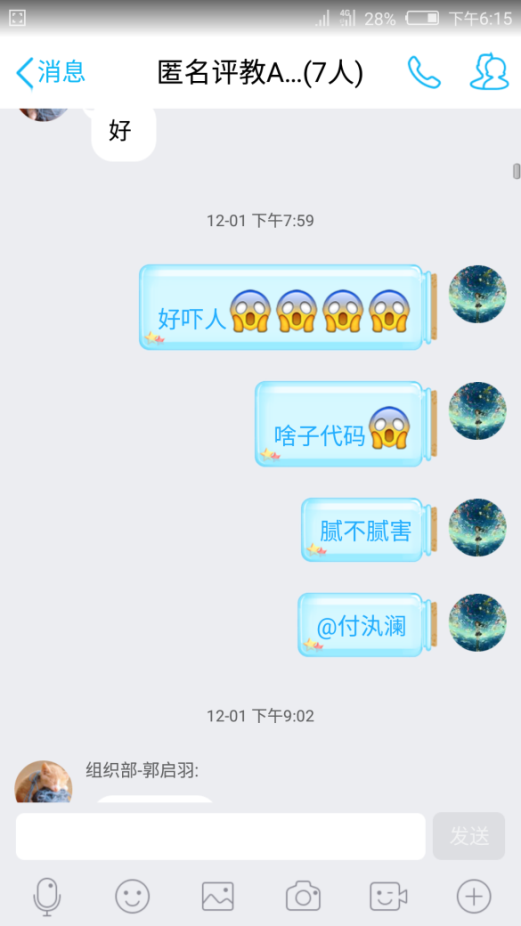 4G 28% 下午6:15
消息 匿名评教A...(7人)
好
12-01 下午7:59
好吓人😱😱😱😱
啥子代码😱
腻不腻害
@付汍澜
12-01 下午9:02
组织部-郭启羽:
发送